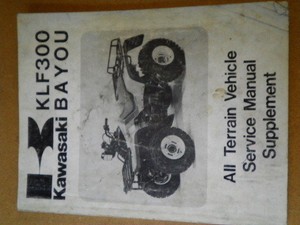 KLF300
Kawasaki BAYOU
All Terrain Vehicle
Service Manual
Supplement